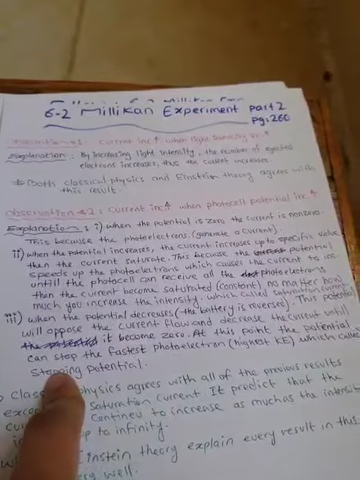 6-2 Millikan Experiment part 2
pg. 260
Observation #1: Current inc↑ when light intensity inc↑
Explanation: By increasing light intensity, the number of ejected
electrons increases, thus the current increases.
* Both classical physics and Einstein theory agrees with
this result.
Observation #2: Current inc↑ when photocell potential inc↑
Explanation: i) when the potential is zero the current is nonzero.
This because the photoelectrons (generate a current)
ii) when the potential increases, the current increases up to specific value
then the current saturate. This because the potential
speeds up the photoelectrons which causes the current to inc
untill the photocell can receive all the photoelectrons
then the current become saturated (constant) no matter how
much you increase the intensity. which called saturation current
iii) when the potential decreases (the battery is reversed). This potential
will oppose the current flow and decrease the current until
it become zero. At this point the potential
can stop the fastest photoelectron (highest KE) which called
stopping potential.
physics agrees with all of the previous results
saturation current. It predict that the
continue to increase as much as the
up to infinity.
Einstein theory explain every result in this
well.